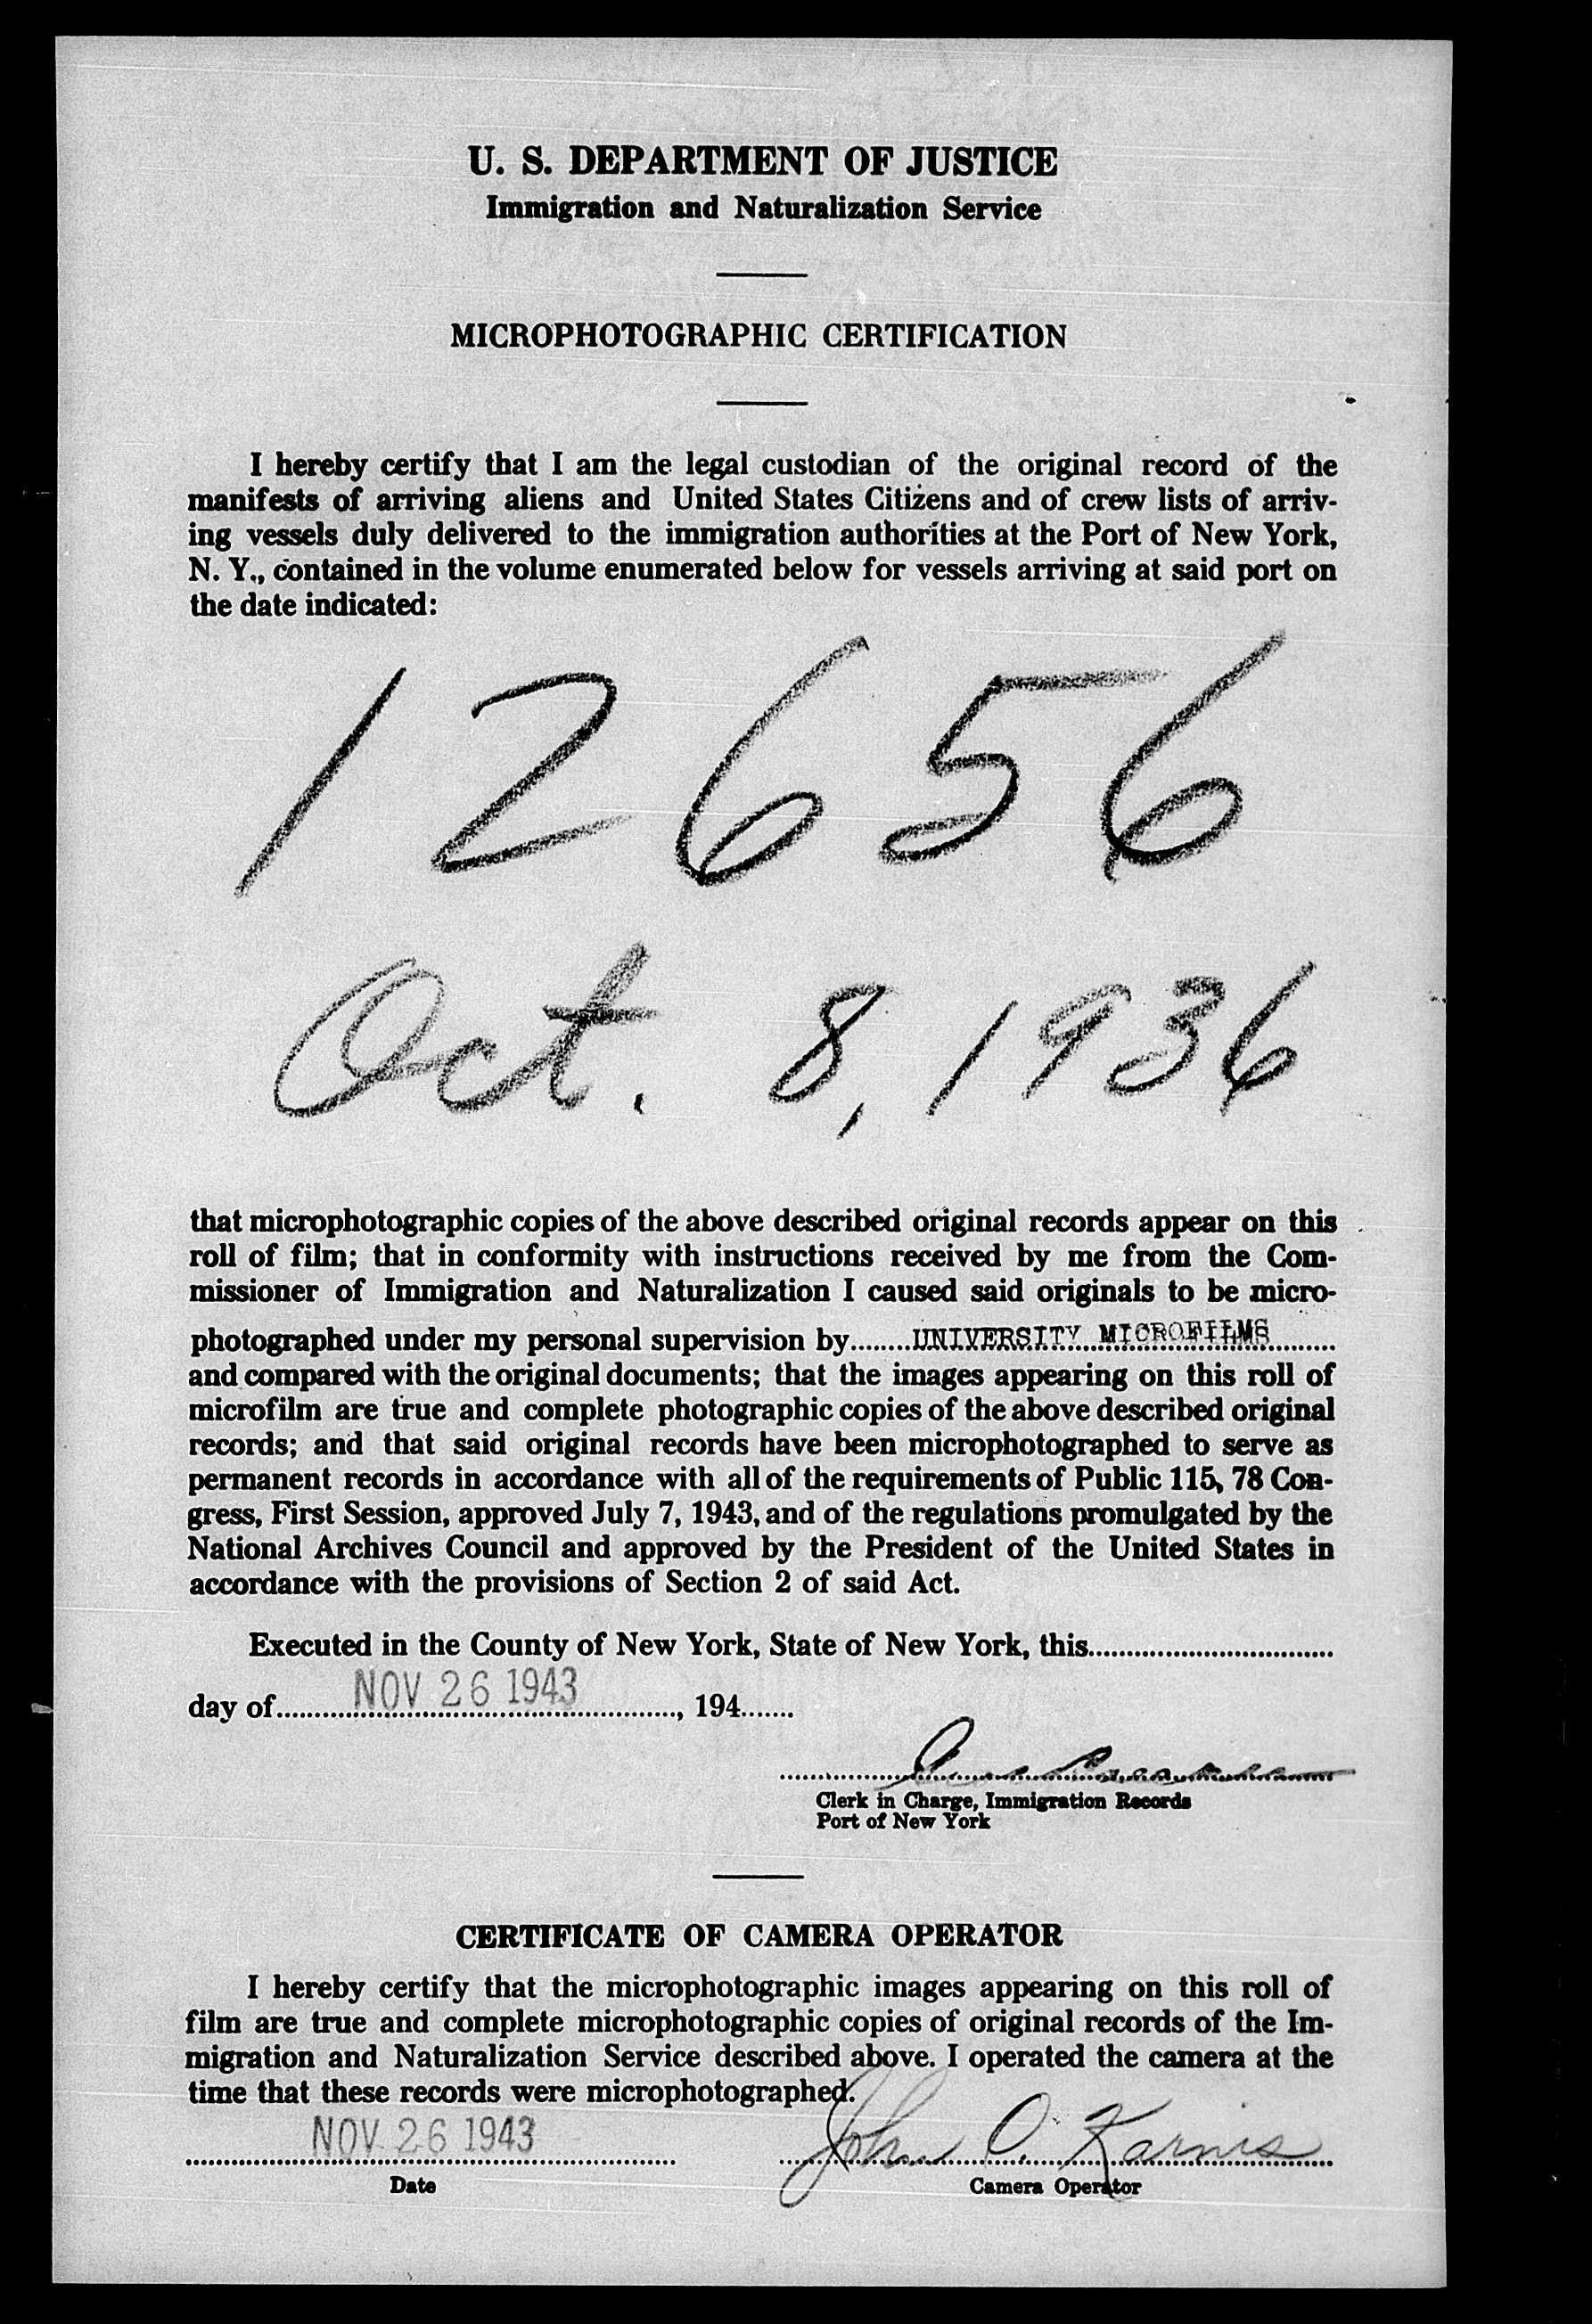 U. S. DEPARTMENT OF JUSTICE
Immigration and Naturalization Service
MICROPHOTOGRAPHIC CERTIFICATION
I hereby certify that I am the legal custodian of the original record of the
manifests of arriving aliens and United States Citizens and of crew lists of arriv-
ing vessels duly delivered to the immigration authorities at the Port of New York,
N. Y., contained in the volume enumerated below for vessels arriving at said port on
the date indicated:
12656
Oct. 8, 1936
that microphotographic copies of the above described original records appear on this
roll of film; that in conformity with instructions received by me from the Com-
missioner of Immigration and Naturalization I caused said originals to be micro-
photographed under my personal supervision by........UNIVERSITY MICROFILMS........
and compared with the original documents; that the images appearing on this roll of
microfilm are true and complete photographic copies of the above described original
records; and that said original records have been microphotographed to serve as
permanent records in accordance with all of the requirements of Public 115, 78 Con-
gress, First Session, approved July 7, 1943, and of the regulations promulgated by the
National Archives Council and approved by the President of the United States in
accordance with the provisions of Section 2 of said Act.
Executed in the County of New York, State of New York, this................................
day of........NOV 26 1943........, 194.......
Clerk in Charge, Immigration Records
Port of New York
CERTIFICATE OF CAMERA OPERATOR
I hereby certify that the microphotographic images appearing on this roll of
film are true and complete microphotographic copies of original records of the Im-
migration and Naturalization Service described above. I operated the camera at the
time that these records were microphotographed.
NOV 26 1943 John O. Karnis
Date Camera Operator